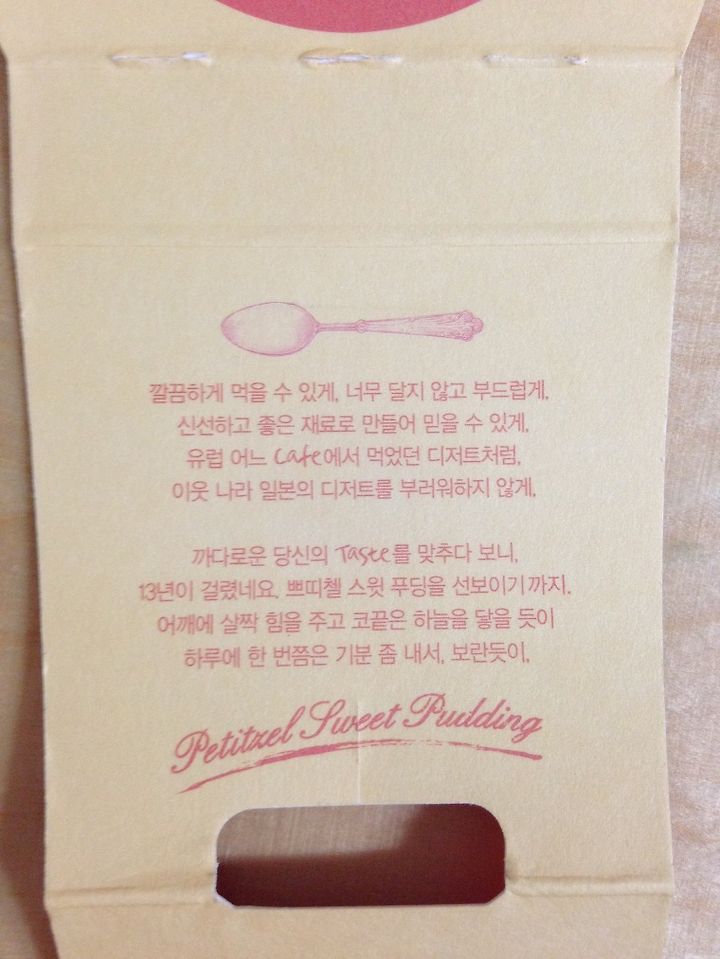 깔끔하게 먹을 수 있게, 너무 달지 않고 부드럽게,
신선하고 좋은 재료로 만들어 믿을 수 있게,
유럽 어느 Cafe에서 먹었던 디저트처럼,
이웃 나라 일본의 디저트를 부러워하지 않게,
까다로운 당신의 Taste를 맞추다 보니,
13년이 걸렸네요. 쁘띠첼 스윗 푸딩을 선보이기까지.
어깨에 살짝 힘을 주고 코끝은 하늘을 닿을 듯이
하루에 한 번쯤은 기분 좀 내서, 보란듯이,
Petitzel Sweet Pudding